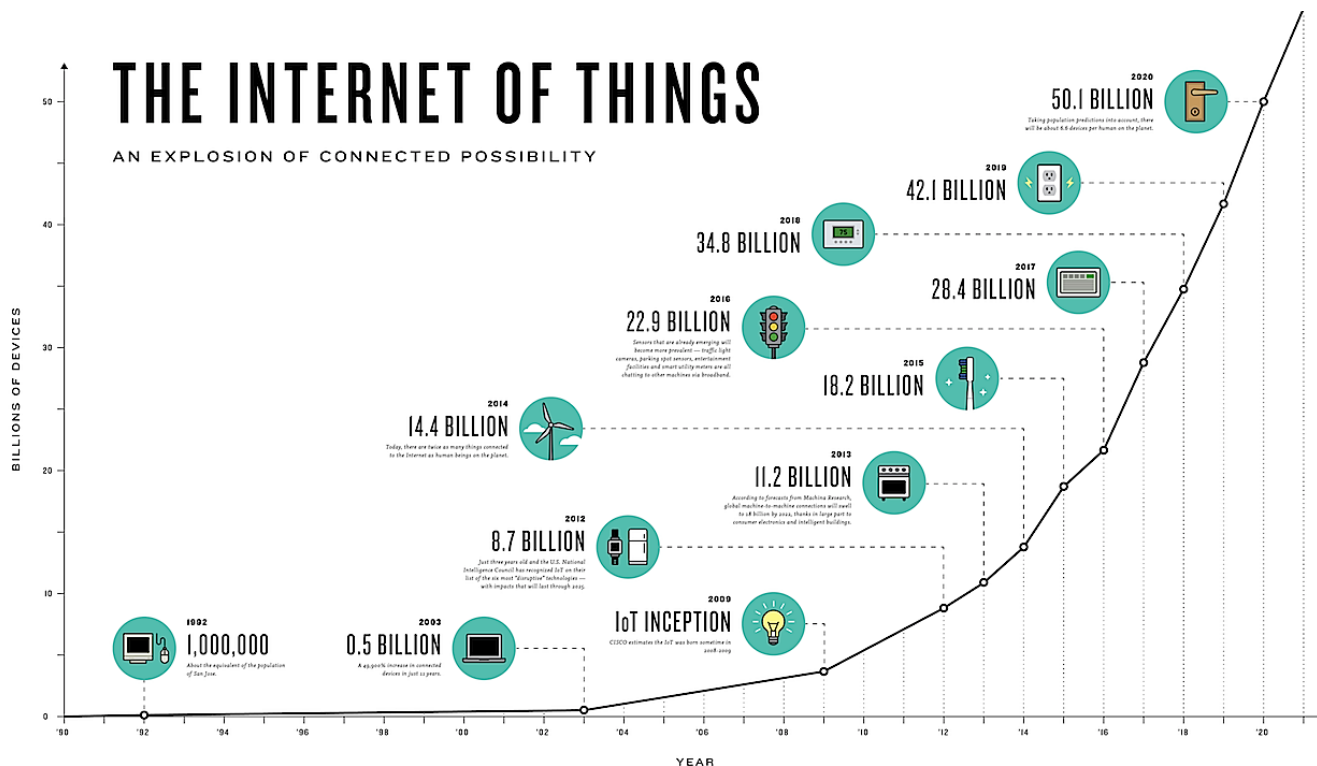 THE INTERNET OF THINGS
AN EXPLOSION OF CONNECTED POSSIBILITY
BILLIONS OF DEVICES
50
40
30
20
10
0
1992
1,000,000
About the equivalent of the population
of San Jose.
2003
0.5 BILLION
A 49,900% increase in connected
devices in just 11 years.
2009
IoT INCEPTION
CISCO estimates the IoT was born sometime in
2008-2009
2012
8.7 BILLION
Just three years old and the U.S. National
Intelligence Council has recognized IoT on their
list of the six most "disruptive" technologies —
with impacts that will last through 2025.
2013
11.2 BILLION
According to forecasts from Machina Research,
global machine-to-machine connections will swell
to 18 billion by 2022, thanks in large part to
consumer electronics and intelligent buildings.
2014
14.4 BILLION
Today, there are twice as many things connected
to the Internet as human beings on the planet.
2015
18.2 BILLION
2016
22.9 BILLION
Sensors that are already emerging will
become more prevalent — traffic light
cameras, parking spot sensors, entertainment
facilities and smart utility meters are all
chatting to other machines via broadband.
2017
28.4 BILLION
2018
34.8 BILLION
75
2019
42.1 BILLION
2020
50.1 BILLION
Taking population predictions into account, there
will be about 6.6 devices per human on the planet.
'90 '92 '94 '96 '98 '00 '02 '04 '06 '08 '10 '12 '14 '16 '18 '20
YEAR